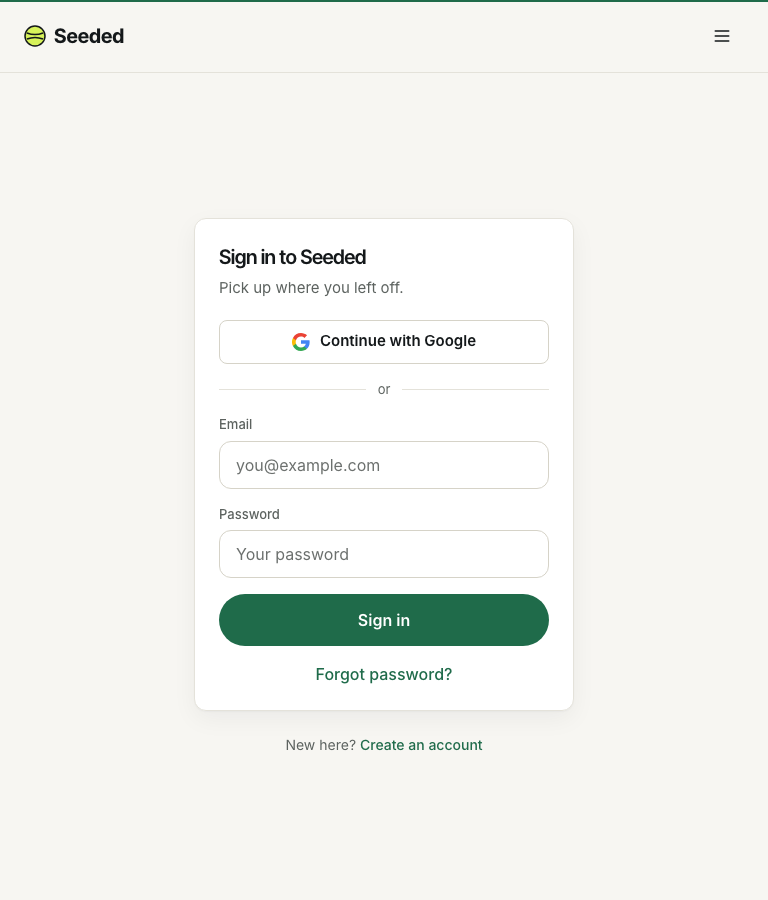 Seeded
Sign in to Seeded
Pick up where you left off.
Continue with Google
or
Email
you@example.com
Password
Your password
Sign in
Forgot password?
New here? Create an account